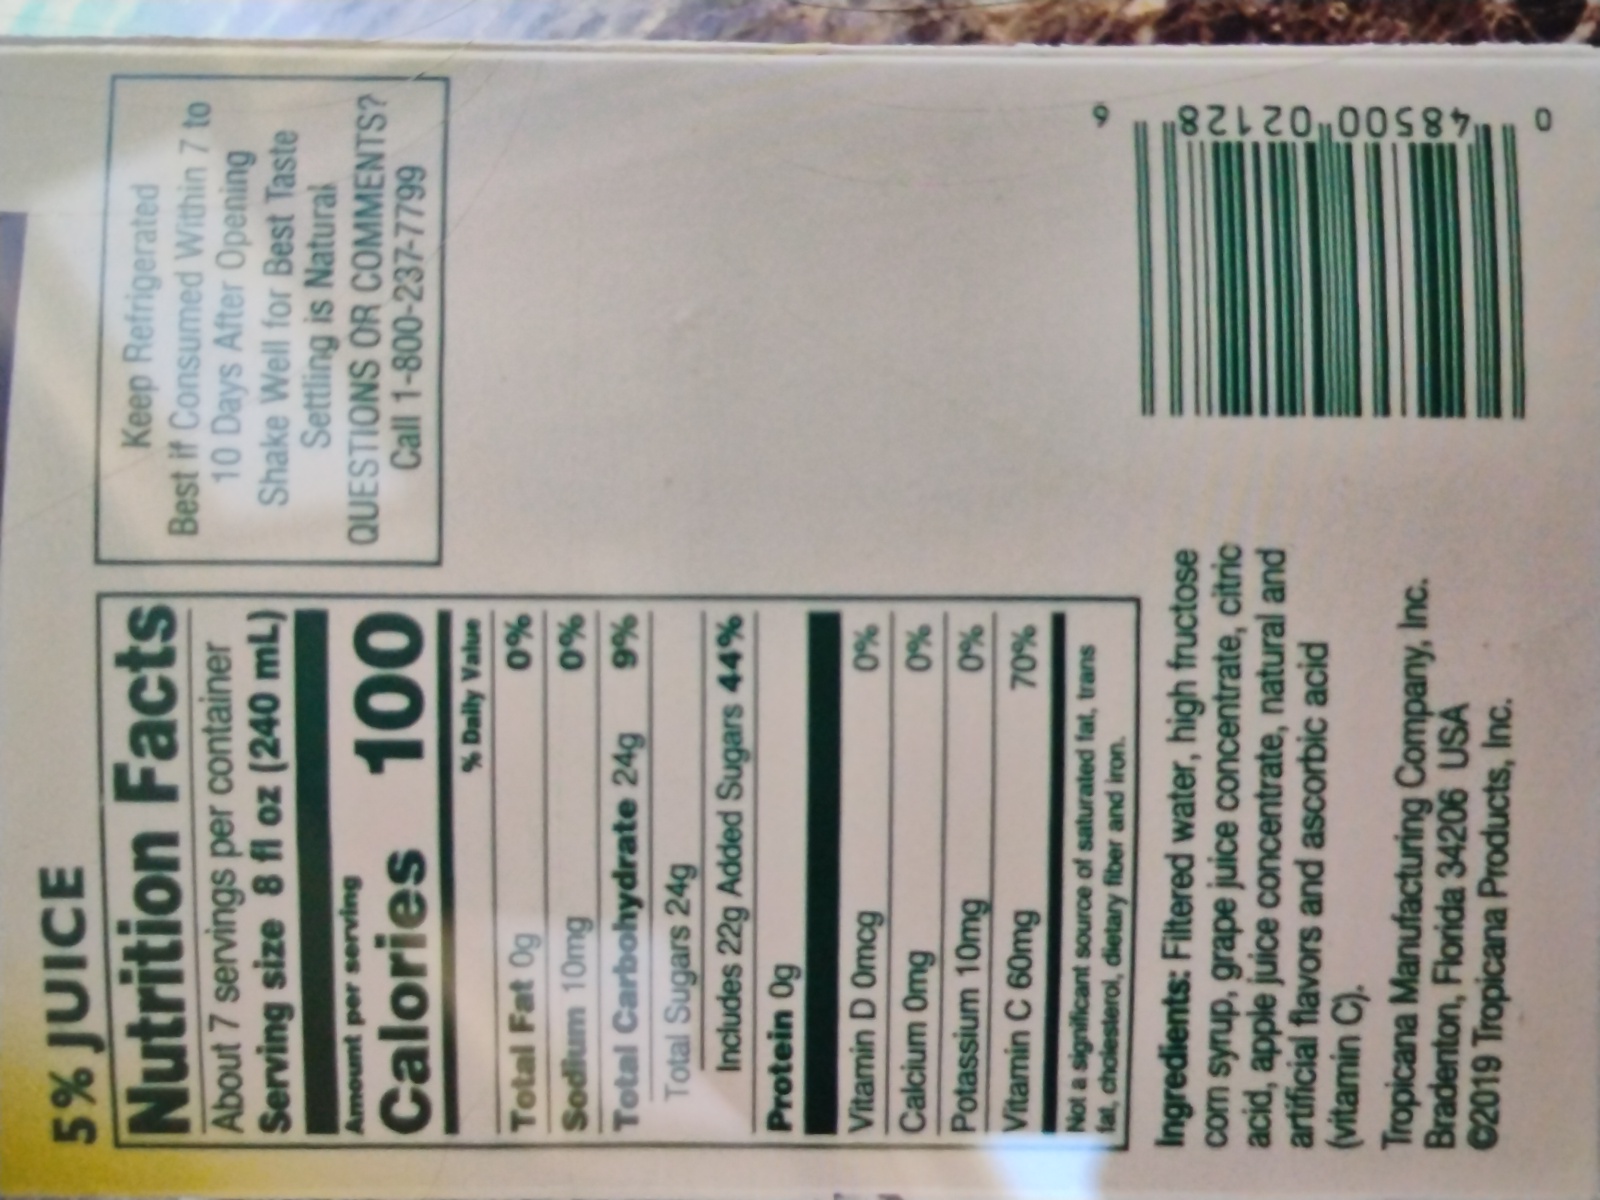 5% JUICE
Nutrition Facts
About 7 servings per container
Serving size 8 fl oz (240 mL)
Amount per serving
Calories 100
% Daily Value
Total Fat 0g 0%
Sodium 10mg 0%
Total Carbohydrate 24g 9%
Total Sugars 24g
Includes 22g Added Sugars 44%
Protein 0g
Vitamin D 0mcg 0%
Calcium 0mg 0%
Potassium 10mg 0%
Vitamin C 60mg 70%
Not a significant source of saturated fat, trans
fat, cholesterol, dietary fiber and iron.
Ingredients: Filtered water, high fructose
corn syrup, grape juice concentrate, citric
acid, apple juice concentrate, natural and
artificial flavors and ascorbic acid
(vitamin C).
Tropicana Manufacturing Company, Inc.
Bradenton, Florida 34206 USA
©2019 Tropicana Products, Inc.
Keep Refrigerated
Best if Consumed Within 7 to
10 Days After Opening
Shake Well for Best Taste
Settling is Natural
QUESTIONS OR COMMENTS?
Call 1-800-237-7799
0 48500 02128 6